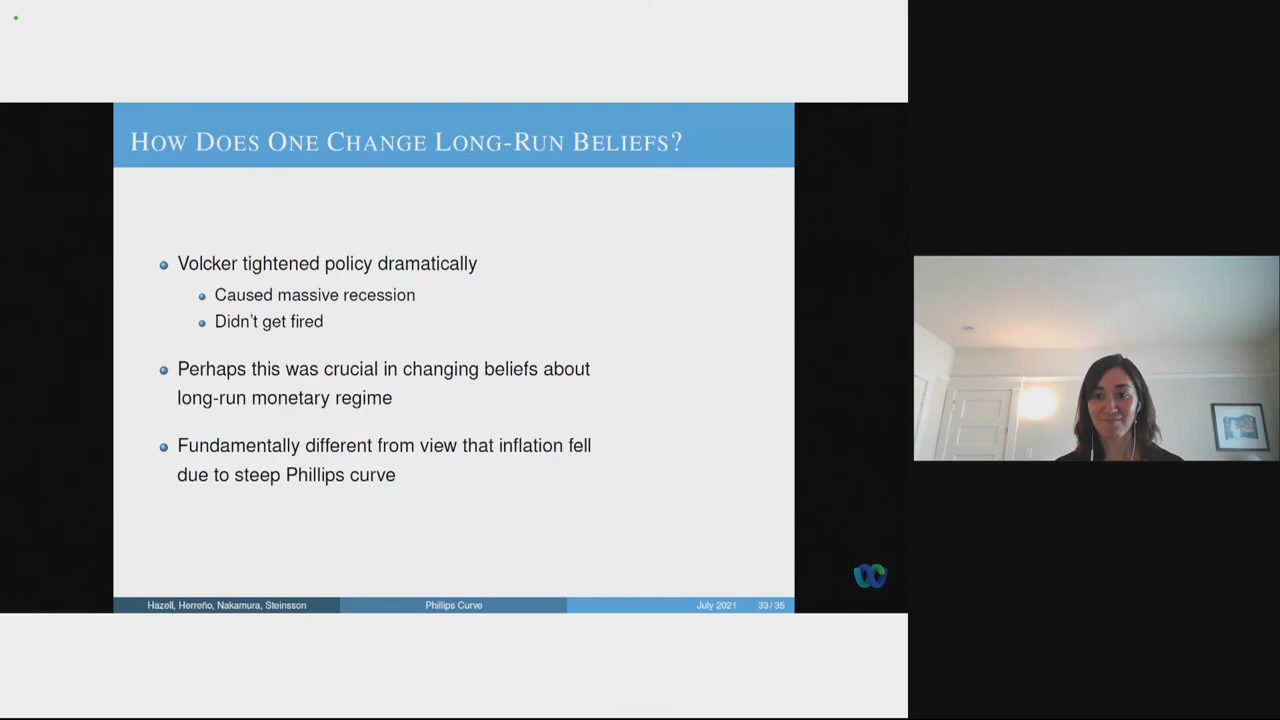 HOW DOES ONE CHANGE LONG-RUN BELIEFS?
Volcker tightened policy dramatically
Caused massive recession
Didn't get fired
Perhaps this was crucial in changing beliefs about
long-run monetary regime
Fundamentally different from view that inflation fell
due to steep Phillips curve
Hazell, Herreño, Nakamura, Steinsson
Phillips Curve
July 2021
33 / 35